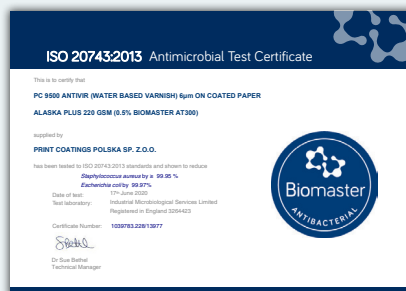 ISO 20743:2013 Antimicrobial Test Certificate
This is to certify that
PC 9500 ANTIVIR (WATER BASED VARNISH) 6μm ON COATED PAPER
ALASKA PLUS 220 GSM (0.5% BIOMASTER AT300)
supplied by
PRINT COATINGS POLSKA SP. Z.O.O.
has been tested to ISO 20743:2013 standards and shown to reduce
Staphylococcus aureus by ≥ 99.95 %
Escherichia coli by 99.97%
Date of test: 17th June 2020
Test laboratory: Industrial Microbiological Services Limited
Registered in England 3264423
Certificate Number: 1039783.228/13977
Dr Sue Bethel
Technical Manager
Biomaster
ANTIBACTERIAL